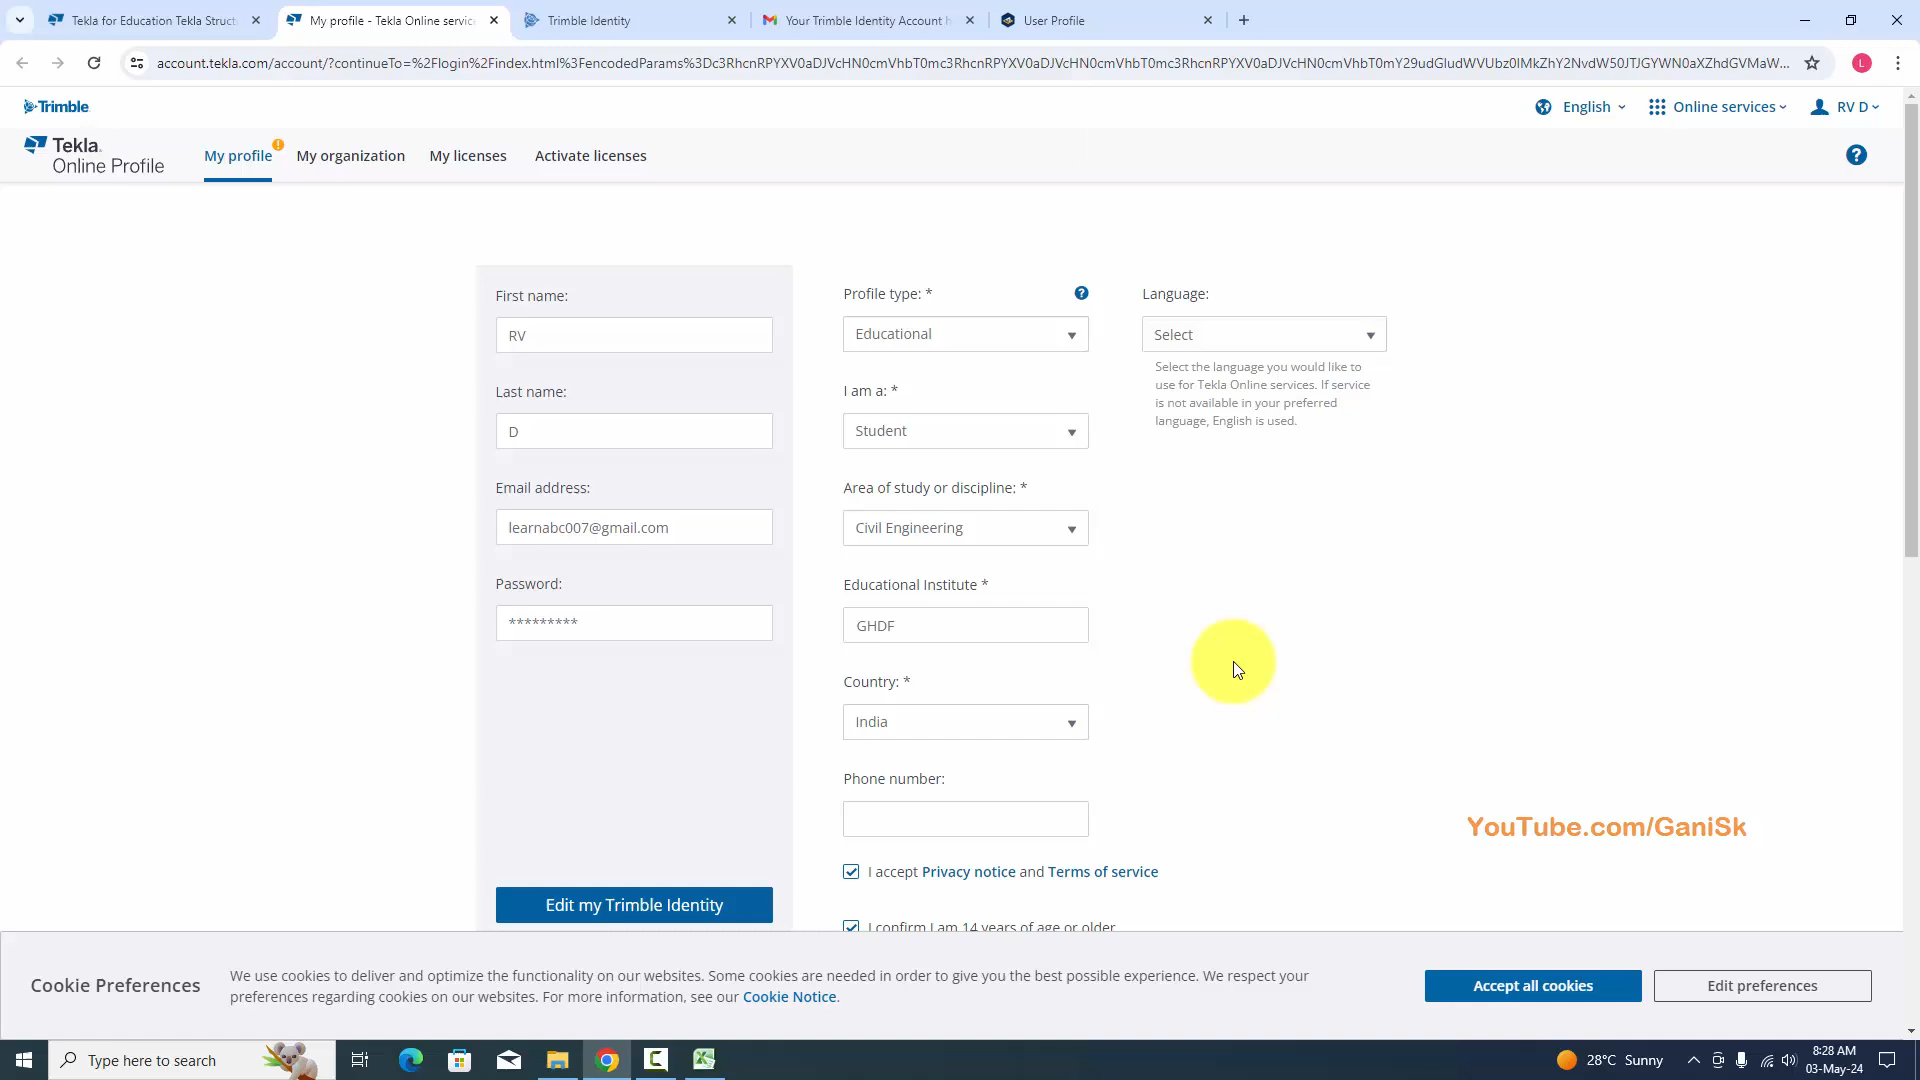 Tekla for Education Tekla Struct
My profile - Tekla Online servic
Trimble Identity
Your Trimble Identity Account h
User Profile
account.tekla.com/account/?continueTo=%2Flogin%2Findex.html%3FencodedParams%3Dc3RhcnRPYXV0aDJVcHN0cmVhbT0mc3RhcnRPYXV0aDJVcHN0cmVhbT0mc3RhcnRPYXV0aDJVcHN0cmVhbT0mc3RhcnRPYXV0aDJVcHN0cmVhbT0mY29udGludWVUbz0lMkZhY2NvdW50JTJGYWN0aXZhdGVMaW...
L
Trimble
English
Online services
RV D
Tekla
Online Profile
My profile
My organization
My licenses
Activate licenses
First name:
RV
Last name:
D
Email address:
learnabc007@gmail.com
Password:
*********
Edit my Trimble Identity
Profile type: *
Educational
I am a: *
Student
Area of study or discipline: *
Civil Engineering
Educational Institute *
GHDF
Country: *
India
Phone number:
I accept Privacy notice and Terms of service
I confirm I am 14 years of age or older
Language:
Select
Select the language you would like to
use for Tekla Online services. If service
is not available in your preferred
language, English is used.
YouTube.com/GaniSk
Cookie Preferences
We use cookies to deliver and optimize the functionality on our websites. Some cookies are needed in order to give you the best possible experience. We respect your
preferences regarding cookies on our websites. For more information, see our Cookie Notice.
Accept all cookies
Edit preferences
Type here to search
28°C Sunny
8:28 AM
03-May-24